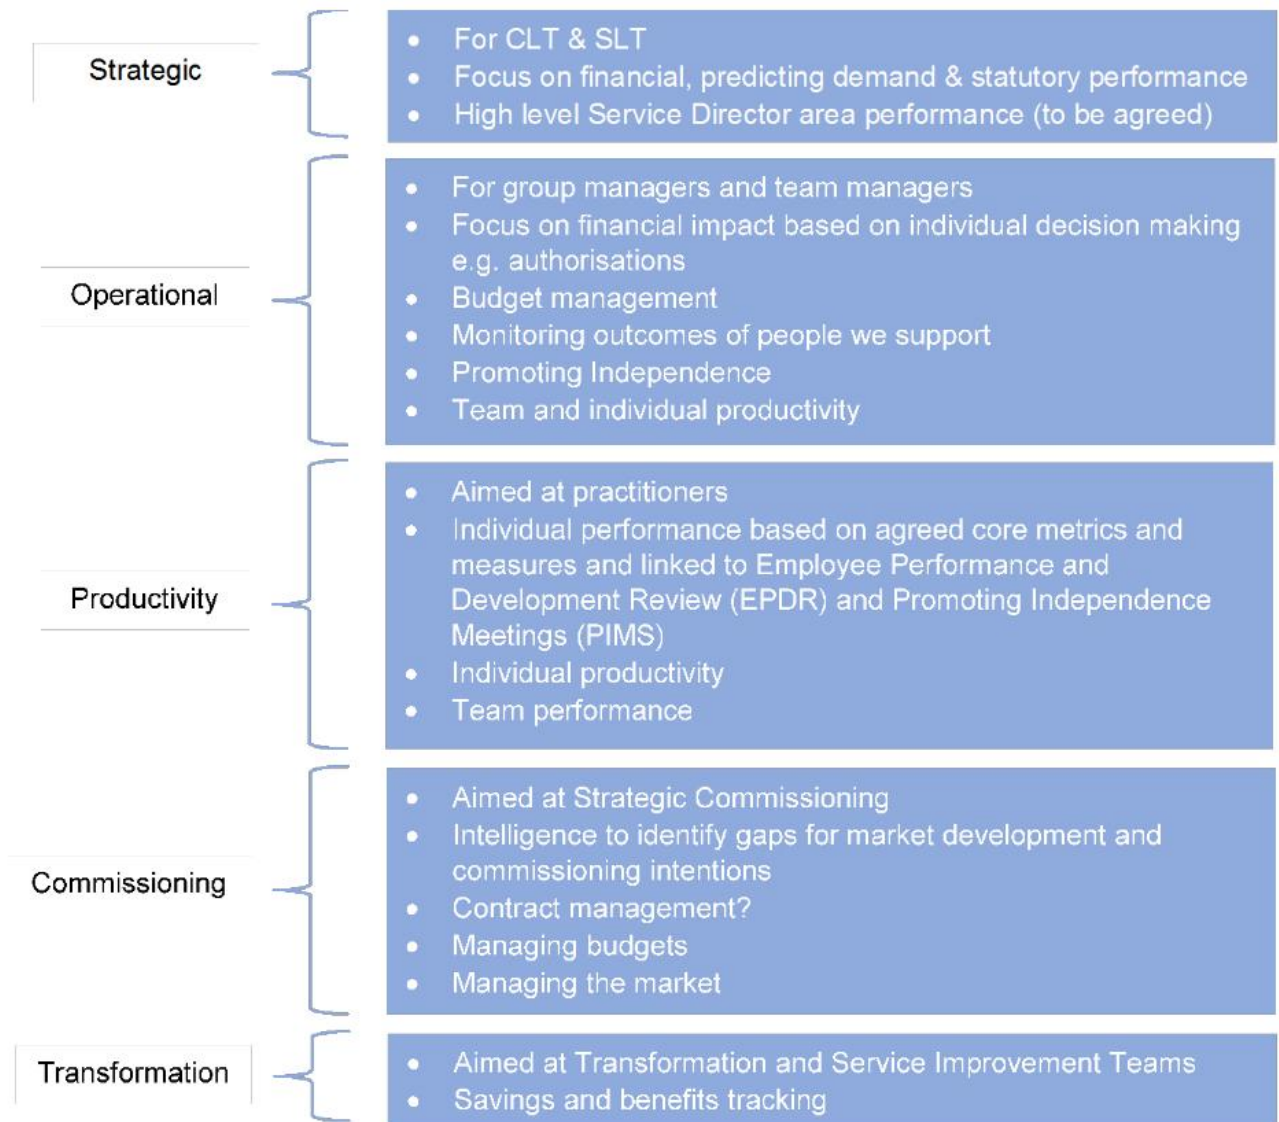 Strategic
• For CLT & SLT
• Focus on financial, predicting demand & statutory performance
• High level Service Director area performance (to be agreed)
Operational
• For group managers and team managers
• Focus on financial impact based on individual decision making
e.g. authorisations
• Budget management
• Monitoring outcomes of people we support
• Promoting Independence
• Team and individual productivity
Productivity
• Aimed at practitioners
• Individual performance based on agreed core metrics and
measures and linked to Employee Performance and
Development Review (EPDR) and Promoting Independence
Meetings (PIMS)
• Individual productivity
• Team performance
Commissioning
• Aimed at Strategic Commissioning
• Intelligence to identify gaps for market development and
commissioning intentions
• Contract management?
• Managing budgets
• Managing the market
Transformation
• Aimed at Transformation and Service Improvement Teams
• Savings and benefits tracking